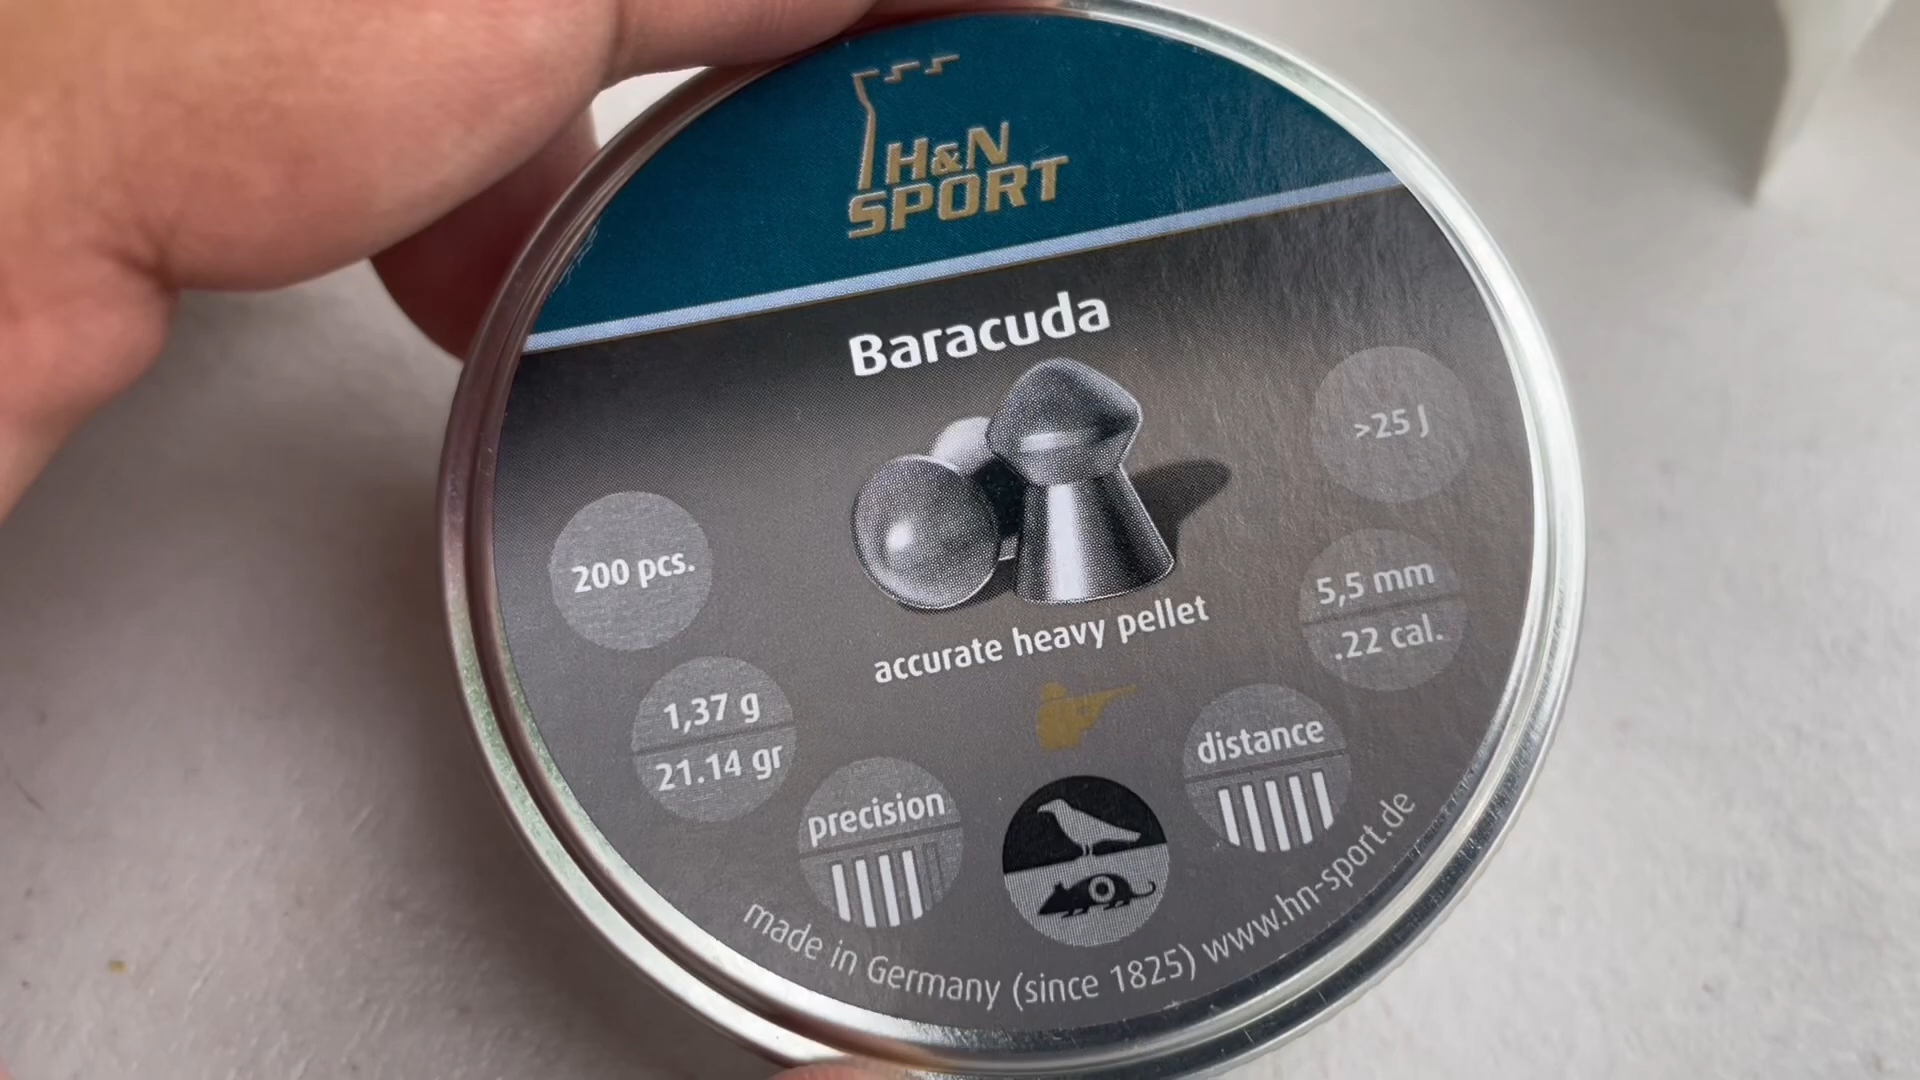 H&N
SPORT
Baracuda
>25 J
200 pcs.
5,5 mm
.22 cal.
accurate heavy pellet
1,37 g
21.14 gr
distance
precision
made in Germany (since 1825) www.hn-sport.de